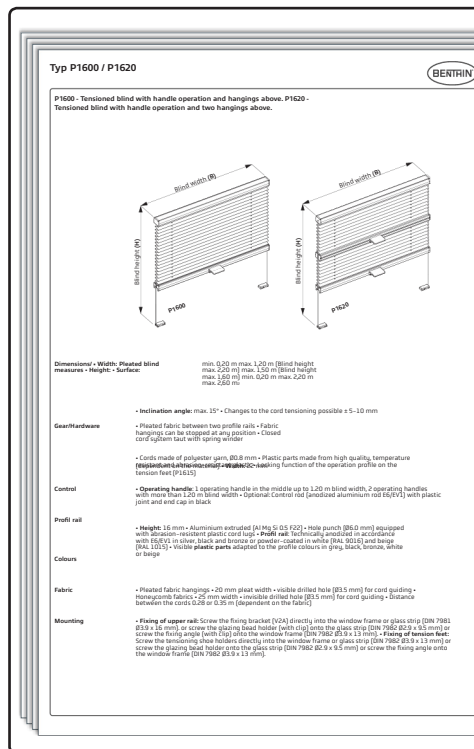 Typ P1600 / P1620
BENTHIN
P1600 - Tensioned blind with handle operation and hangings above. P1620 -
Tensioned blind with handle operation and two hangings above.
Blind width (B)
Blind width (B)
Blind height (H)
Blind height (H)
P1600
P1620
Dimensions/ • Width: Pleated blind
measures • Height: • Surface:
min. 0,20 m max. 1,20 m (Blind height
max. 2,20 m) max. 1,50 m (Blind height
max. 1,60 m) min. 0,20 m max. 2,20 m
max. 2,60 m²
• Inclination angle: max. 15° • Changes to the cord tensioning possible ± 5–10 mm
Gear/Hardware
• Pleated fabric between two profile rails • Fabric
hangings can be stopped at any position • Closed
cord system taut with spring winder
• Cords made of polyester yarn, Ø0.8 mm • Plastic parts made from high quality, temperature
locking function of the operation profile on the
tension feet [P1615]
Control
• Operating handle: 1 operating handle in the middle up to 1.20 m blind width, 2 operating handles
with more than 1.20 m blind width • Optional: Control rod (anodized aluminium rod E6/EV1) with plastic
joint and end cap in black
Profil rail
• Height: 16 mm • Aluminium extruded (Al Mg Si 0.5 F22) • Hole punch (Ø6.0 mm) equipped
with abrasion-resistant plastic cord lugs • Profil rail: Technically anodized in accordance
with E6/EV1 in silver, black and bronze or powder-coated in white (RAL 9016) and beige
(RAL 1015) • Visible plastic parts adapted to the profile colours in grey, black, bronze, white
or beige
Colours
Fabric
• Pleated fabric hangings • 20 mm pleat width • visible drilled hole (Ø3.5 mm) for cord guiding •
Honeycomb fabrics • 25 mm width • invisible drilled hole (Ø3.5 mm) for cord guiding • Distance
between the cords 0.28 or 0.35 m (dependent on the fabric)
Mounting
• Fixing of upper rail: Screw the fixing bracket (V2A) directly into the window frame or glass strip (DIN 7981
Ø3.9 x 16 mm), or screw the glazing bead holder (with clip) onto the glass strip (DIN 7982 Ø2.9 x 9.5 mm) or
screw the fixing angle (with clip) onto the window frame (DIN 7982 Ø3.9 x 13 mm). • Fixing of tension feet:
Screw the tensioning shoe holders directly into the window frame or glass strip (DIN 7982 Ø3.9 x 13 mm) or
screw the glazing bead holder onto the glass strip (DIN 7982 Ø2.9 x 9.5 mm) or screw the fixing angle onto
the window frame (DIN 7982 Ø3.9 x 13 mm).